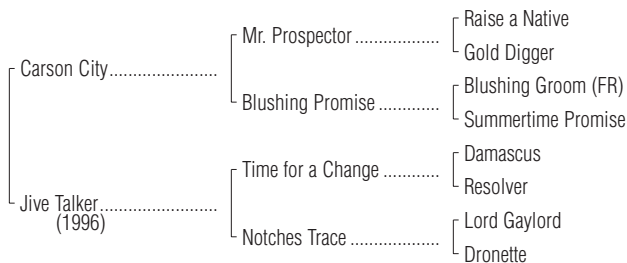 Raise a Native
Mr. Prospector ..................
Gold Digger
Carson City.......................
Blushing Groom (FR)
Blushing Promise .............
Summertime Promise
Damascus
Time for a Change ............
Resolver
Jive Talker.........................
(1996)
Lord Gaylord
Notches Trace ...................
Dronette